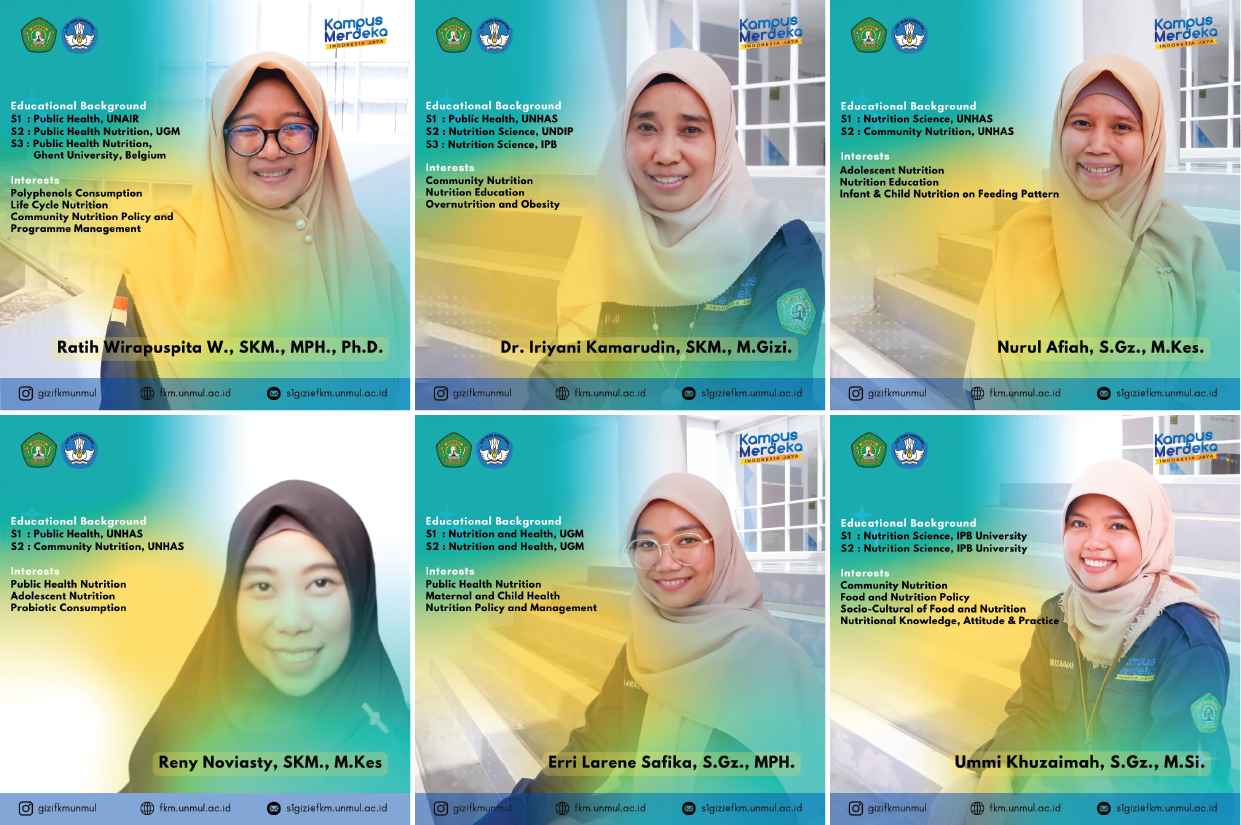 Kampus
Merdeka
INDONESIA JAYA
Educational Background
S1 : Public Health, UNAIR
S2 : Public Health Nutrition, UGM
S3 : Public Health Nutrition,
Ghent University, Belgium
Interests
Polyphenols Consumption
Life Cycle Nutrition
Community Nutrition Policy and
Programme Management
Ratih Wirapuspita W., SKM., MPH., Ph.D.
gizifkmunmul
fkm.unmul.ac.id
s1gizi@fkm.unmul.ac.id
Kampus
Merdeka
INDONESIA JAYA
Educational Background
S1 : Public Health, UNHAS
S2 : Nutrition Science, UNDIP
S3 : Nutrition Science, IPB
Interests
Community Nutrition
Nutrition Education
Overnutrition and Obesity
Dr. Iriyani Kamarudin, SKM., M.Gizi.
gizifkmunmul
fkm.unmul.ac.id
s1gizi@fkm.unmul.ac.id
Kampus
Merdeka
INDONESIA JAYA
Educational Background
S1 : Nutrition Science, UNHAS
S2 : Community Nutrition, UNHAS
Interests
Adolescent Nutrition
Nutrition Education
Infant & Child Nutrition on Feeding Pattern
Nurul Afiah, S.Gz., M.Kes.
gizifkmunmul
fkm.unmul.ac.id
s1gizi@fkm.unmul.ac.id
Educational Background
S1 : Public Health, UNHAS
S2 : Community Nutrition, UNHAS
Interests
Public Health Nutrition
Adolescent Nutrition
Probiotic Consumption
Reny Noviasty, SKM., M.Kes
gizifkmunmul
fkm.unmul.ac.id
s1gizi@fkm.unmul.ac.id
Kampus
Merdeka
INDONESIA JAYA
Educational Background
S1 : Nutrition and Health, UGM
S2 : Nutrition and Health, UGM
Interests
Public Health Nutrition
Maternal and Child Health
Nutrition Policy and Management
Erri Larene Safika, S.Gz., MPH.
gizifkmunmul
fkm.unmul.ac.id
s1gizi@fkm.unmul.ac.id
Kampus
Merdeka
INDONESIA JAYA
Educational Background
S1 : Nutrition Science, IPB University
S2 : Nutrition Science, IPB University
Interests
Community Nutrition
Food and Nutrition Policy
Socio-Cultural of Food and Nutrition
Nutritional Knowledge, Attitude & Practice
Kampus
Merdeka
Ummi Khuzaimah, S.Gz., M.Si.
gizifkmunmul
fkm.unmul.ac.id
s1gizi@fkm.unmul.ac.id